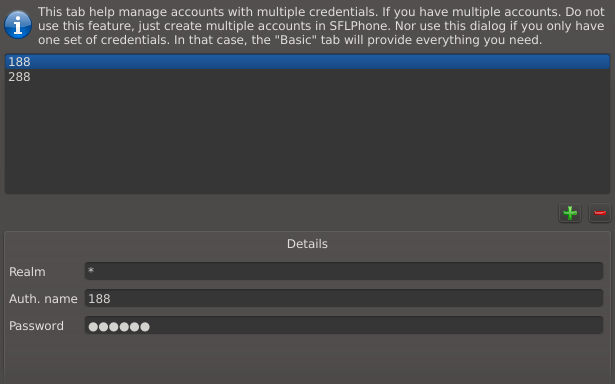 This tab help manage accounts with multiple credentials. If you have multiple accounts. Do not
use this feature, just create multiple accounts in SFLPhone. Nor use this dialog if you only have
one set of credentials. In that case, the "Basic" tab will provide everything you need.
188
288
Details
Realm *
Auth. name 188
Password ●●●●●●